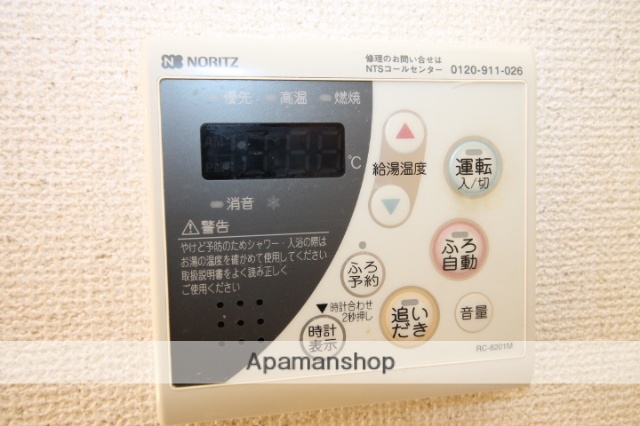 NORITZ
修理のお問い合せは
NTSコールセンター 0120-911-026
優先 高温 燃焼
℃
給湯温度
運転
入/切
消音
警告
やけど予防のためシャワー・入浴の際は
お湯の温度を確かめて使用してください
取扱説明書をよく読み正しく
ご使用ください
ふろ
自動
ふろ
予約
▼時計合わせ
2秒押し
時計
表示
追い
だき
音量
RC-8201M
Apamanshop